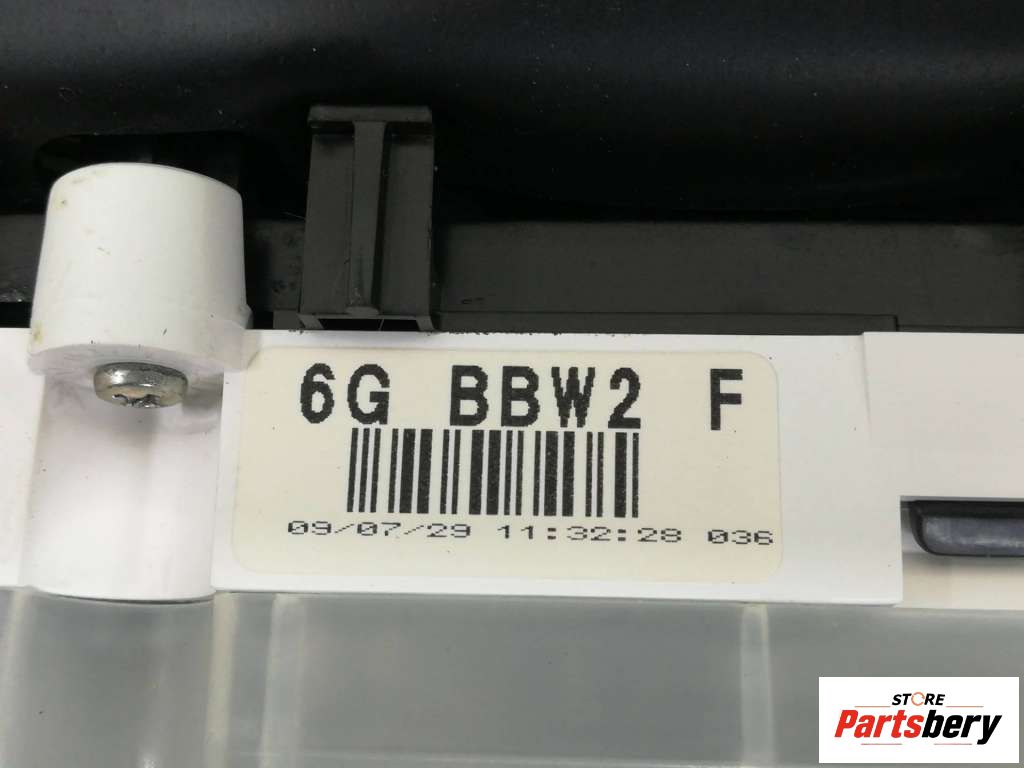 6G BBW2 F
09/07/29 11:32:28 036
STORE
Partsbery